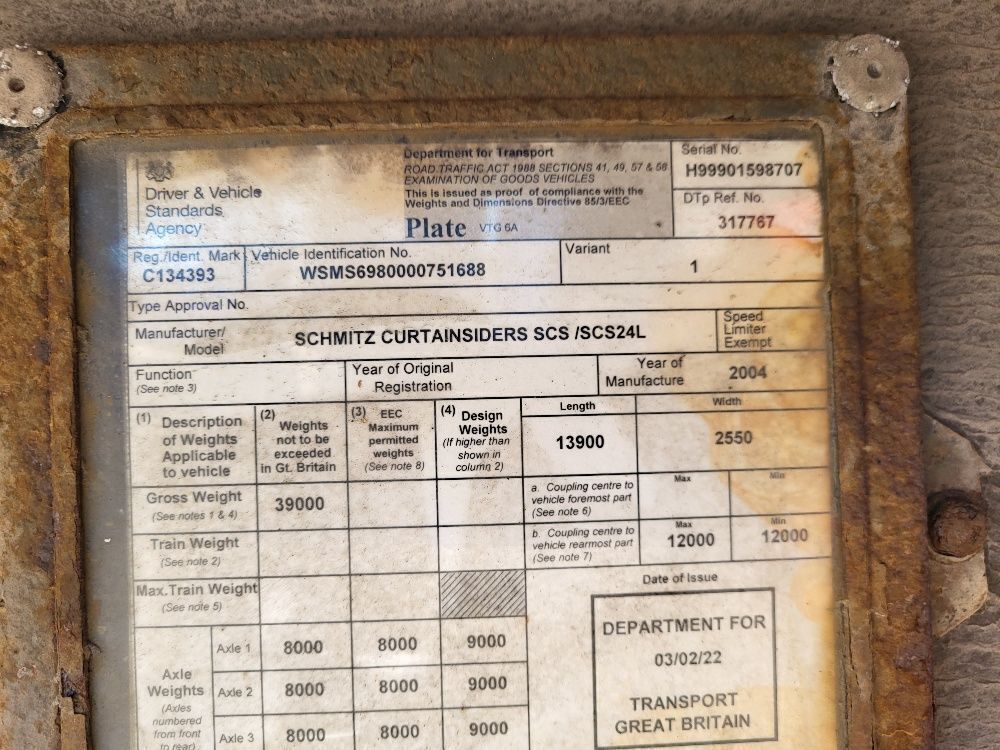 Driver & Vehicle
Standards
Agency
Department for Transport
ROAD TRAFFIC ACT 1988 SECTIONS 41, 49, 57 & 58
EXAMINATION OF GOODS VEHICLES
This is issued as proof of compliance with the
Weights and Dimensions Directive 85/3/EEC
Plate VTG 6A
Serial No.
H99901598707
DTp Ref. No.
317767
Reg./Ident. Mark
C134393
Vehicle Identification No.
WSMS6980000751688
Variant
1
Type Approval No.
Manufacturer/
Model
SCHMITZ CURTAINSIDERS SCS /SCS24L
Speed
Limiter
Exempt
Function
(See note 3)
Year of Original
Registration
Year of
Manufacture
2004
(1) Description
of Weights
Applicable
to vehicle
(2)
Weights
not to be
exceeded
in Gt. Britain
(3) EEC
Maximum
permitted
weights
(See note 8)
(4) Design
Weights
(If higher than
shown in
column 2)
Length
13900
Width
2550
Gross Weight
(See notes 1 & 4)
39000
a. Coupling centre to
vehicle foremost part
(See note 6)
Max
Min
Train Weight
(See note 2)
b. Coupling centre to
vehicle rearmost part
(See note 7)
Max
12000
Min
12000
Max.Train Weight
(See note 5)
Date of Issue
DEPARTMENT FOR
03/02/22
TRANSPORT
GREAT BRITAIN
Axle
Weights
(Axles
numbered
from front
to rear)
Axle 1 8000 8000 9000
Axle 2 8000 8000 9000
Axle 3 8000 8000 9000